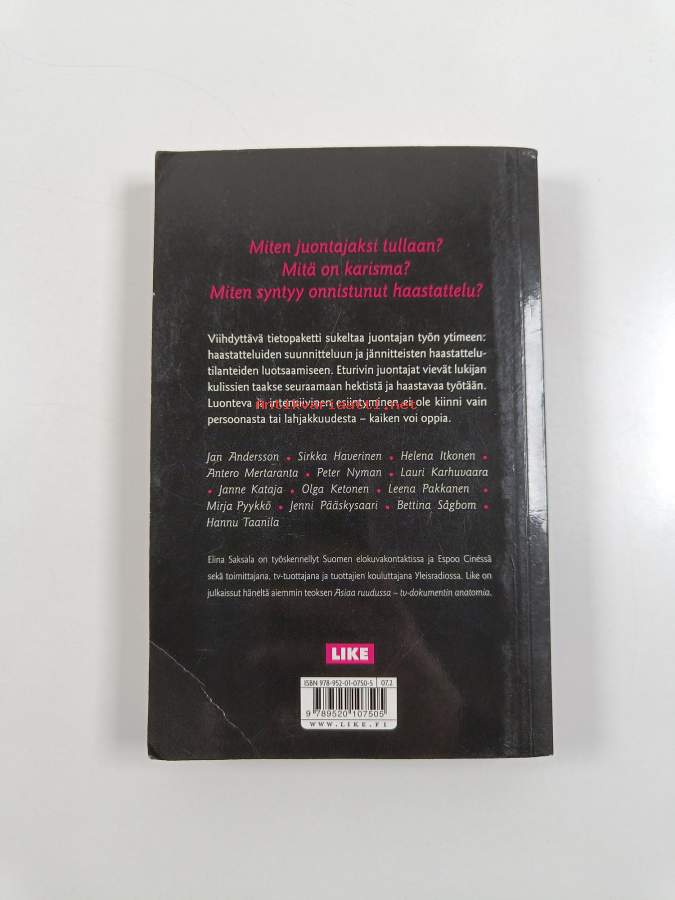 Miten juontajaksi tullaan?
Mitä on karisma?
Miten syntyy onnistunut haastattelu?
Viihdyttävä tietopaketti sukeltaa juontajan työn ytimeen:
haastatteluiden suunnitteluun ja jännitteisten haastattelu-
tilanteiden luotsaamiseen. Eturivin juontajat vievät lukijan
kulissien taakse seuraamaan hektistä ja haastavaa työtään.
Antikvariaatti.net
Luonteva ja intensiivinen esiintyminen ei ole kiinni vain
persoonasta tai lahjakkuudesta – kaiken voi oppia.
Jan Andersson • Sirkka Haverinen • Helena Itkonen •
Antero Mertaranta • Peter Nyman • Lauri Karhuvaara
• Janne Kataja • Olga Ketonen • Leena Pakkanen •
Mirja Pyykkö • Jenni Pääskysaari • Bettina Sågbom •
Hannu Taanila
Elina Saksala on työskennellyt Suomen elokuvakontaktissa ja Espoo Cinéssä
sekä toimittajana, tv-tuottajana ja tuottajien kouluttajana Yleisradiossa. Like on
julkaissut häneltä aiemmin teoksen Asiaa ruudussa – tv-dokumentin anatomia.
LIKE
ISBN 978-952-01-0750-5 07.2
9 789520 107505
WWW.LIKE.FI